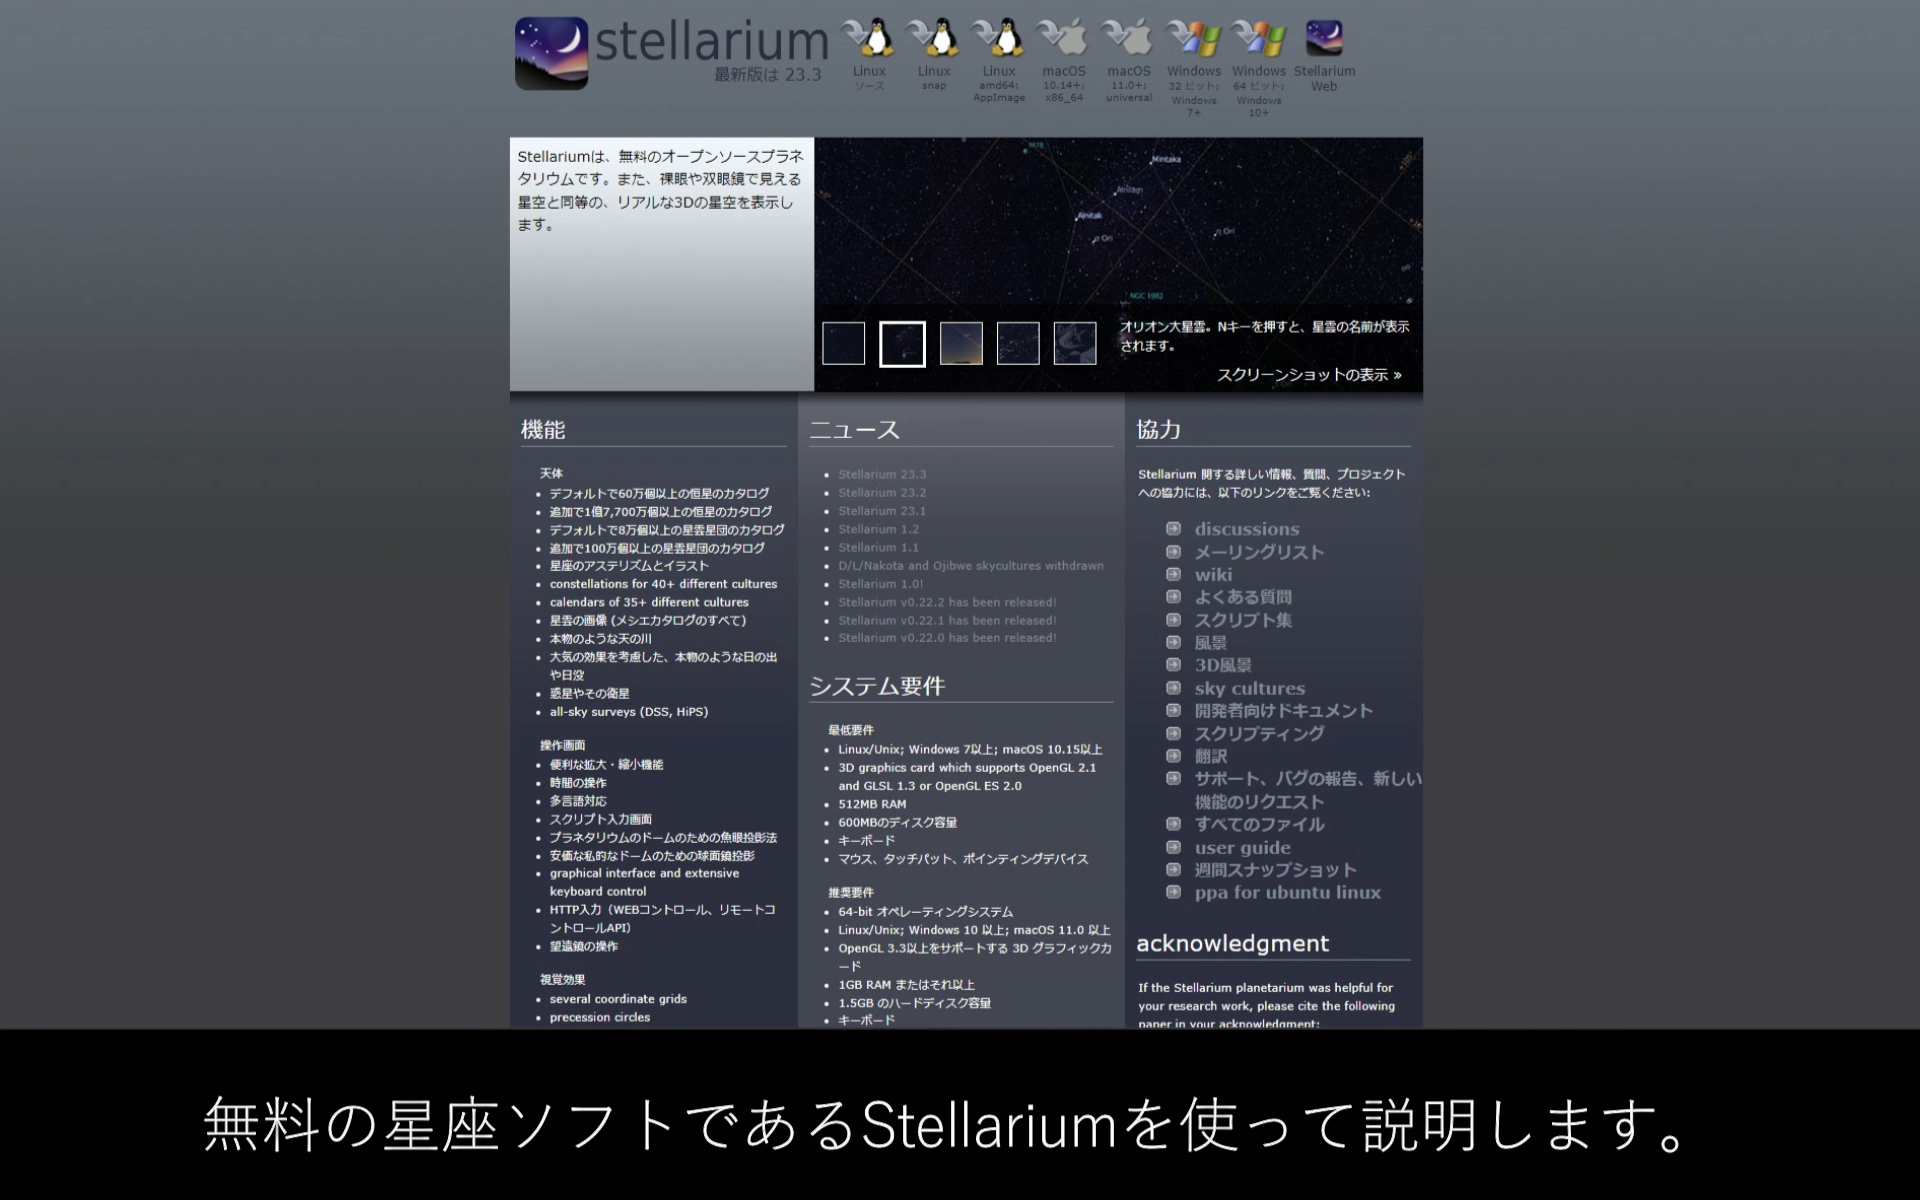 stellarium
最新版は 23.3
Linux
ソース
Linux
snap
Linux
amd64;
AppImage
macOS
10.14+;
x86_64
macOS
11.0+;
universal
Windows
32 ビット;
Windows
7+
Windows
64 ビット;
Windows
10+
Stellarium
Web
Stellariumは、無料のオープンソースプラネ
タリウムです。また、裸眼や双眼鏡で見える
星空と同等の、リアルな3Dの星空を表示し
ます。
M78
Mintaka
Alnilam
Alnitak
σ Ori
η Ori
NGC 1982
オリオン大星雲。Nキーを押すと、星雲の名前が表示
されます。
スクリーンショットの表示 »
機能
天体
• デフォルトで60万個以上の恒星のカタログ
• 追加で1億7,700万個以上の恒星のカタログ
• デフォルトで8万個以上の星雲星団のカタログ
• 追加で100万個以上の星雲星団のカタログ
• 星座のアステリズムとイラスト
• constellations for 40+ different cultures
• calendars of 35+ different cultures
• 星雲の画像 (メシエカタログのすべて)
• 本物のような天の川
• 大気の効果を考慮した、本物のような日の出
や日没
• 惑星やその衛星
• all-sky surveys (DSS, HiPS)
操作画面
• 便利な拡大・縮小機能
• 時間の操作
• 多言語対応
• スクリプト入力画面
• プラネタリウムのドームのための魚眼投影法
• 安価な私的なドームのための球面鏡投影
• graphical interface and extensive
keyboard control
• HTTP入力（WEBコントロール、リモートコ
ントロールAPI）
• 望遠鏡の操作
視覚効果
• several coordinate grids
• precession circles
ニュース
• Stellarium 23.3
• Stellarium 23.2
• Stellarium 23.1
• Stellarium 1.2
• Stellarium 1.1
• D/L/Nakota and Ojibwe skycultures withdrawn
• Stellarium 1.0!
• Stellarium v0.22.2 has been released!
• Stellarium v0.22.1 has been released!
• Stellarium v0.22.0 has been released!
システム要件
最低要件
• Linux/Unix; Windows 7以上; macOS 10.15以上
• 3D graphics card which supports OpenGL 2.1
and GLSL 1.3 or OpenGL ES 2.0
• 512MB RAM
• 600MBのディスク容量
• キーボード
• マウス、タッチパット、ポインティングデバイス
推奨要件
• 64-bit オペレーティングシステム
• Linux/Unix; Windows 10 以上; macOS 11.0 以上
• OpenGL 3.3以上をサポートする 3D グラフィックカ
ード
• 1GB RAM またはそれ以上
• 1.5GB のハードディスク容量
• キーボード
協力
Stellarium 関する詳しい情報、質問、プロジェクト
への協力には、以下のリンクをご覧ください:
discussions
メーリングリスト
wiki
よくある質問
スクリプト集
風景
3D風景
sky cultures
開発者向けドキュメント
スクリプティング
翻訳
サポート、バグの報告、新しい
機能のリクエスト
すべてのファイル
user guide
週間スナップショット
ppa for ubuntu linux
acknowledgment
If the Stellarium planetarium was helpful for
your research work, please cite the following
paper in your acknowledgment:
無料の星座ソフトであるStellariumを使って説明します。